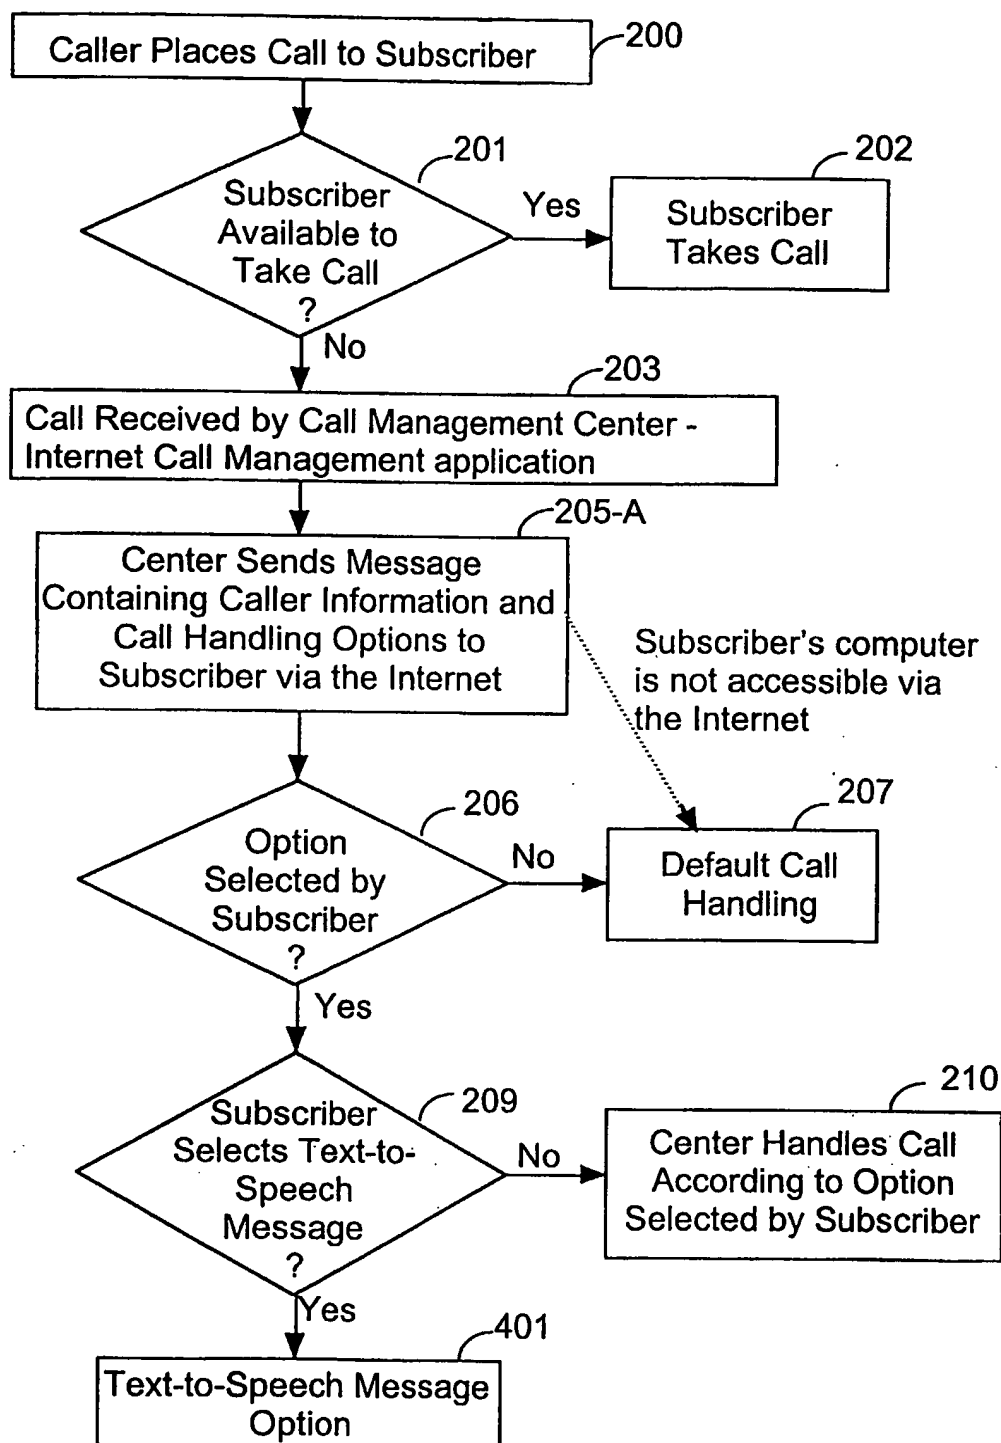 Caller Places Call to Subscriber
200
201
Subscriber
Available to
Take Call
?
Yes
202
Subscriber
Takes Call
No
203
Call Received by Call Management Center -
Internet Call Management application
205-A
Center Sends Message
Containing Caller Information and
Call Handling Options to
Subscriber via the Internet
Subscriber's computer
is not accessible via
the Internet
206
Option
Selected by
Subscriber
?
No
207
Default Call
Handling
Yes
209
Subscriber
Selects Text-to-
Speech
Message
?
No
210
Center Handles Call
According to Option
Selected by Subscriber
Yes
401
Text-to-Speech Message
Option